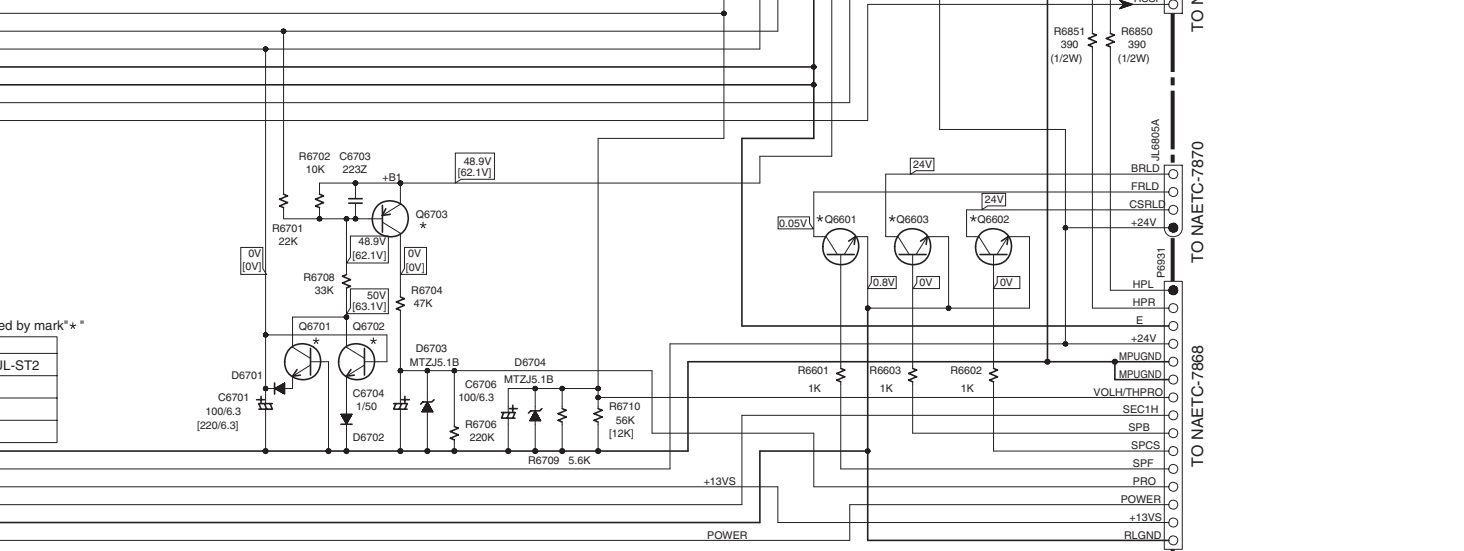 TO NAETC-7870
TO NAETC-7868
R6851
390
(1/2W)
R6850
390
(1/2W)
JL6805A
BRLD
FRLD
CSRLD
+24V
P6931
HPL
HPR
E
+24V
MPUGND
MPUGND
VOLH/THPRO
SEC1H
SPB
SPCS
SPF
PRO
POWER
+13VS
RLGND
R6702
10K
C6703
223Z
+B1
48.9V
[62.1V]
Q6703
*
R6701
22K
0V
[0V]
48.9V
[62.1V]
0V
[0V]
R6708
33K
50V
[63.1V]
R6704
47K
Q6701
*
Q6702
*
D6701
C6701
100/6.3
[220/6.3]
C6704
1/50
D6702
D6703
MTZJ5.1B
D6704
MTZJ5.1B
C6706
100/6.3
R6706
220K
R6709 5.6K
R6710
56K
[12K]
24V
24V
0.05V
*Q6601
*Q6603
*Q6602
0.8V
0V
0V
R6601
1K
R6603
1K
R6602
1K
ed by mark"*"
JL-ST2
+13VS
POWER